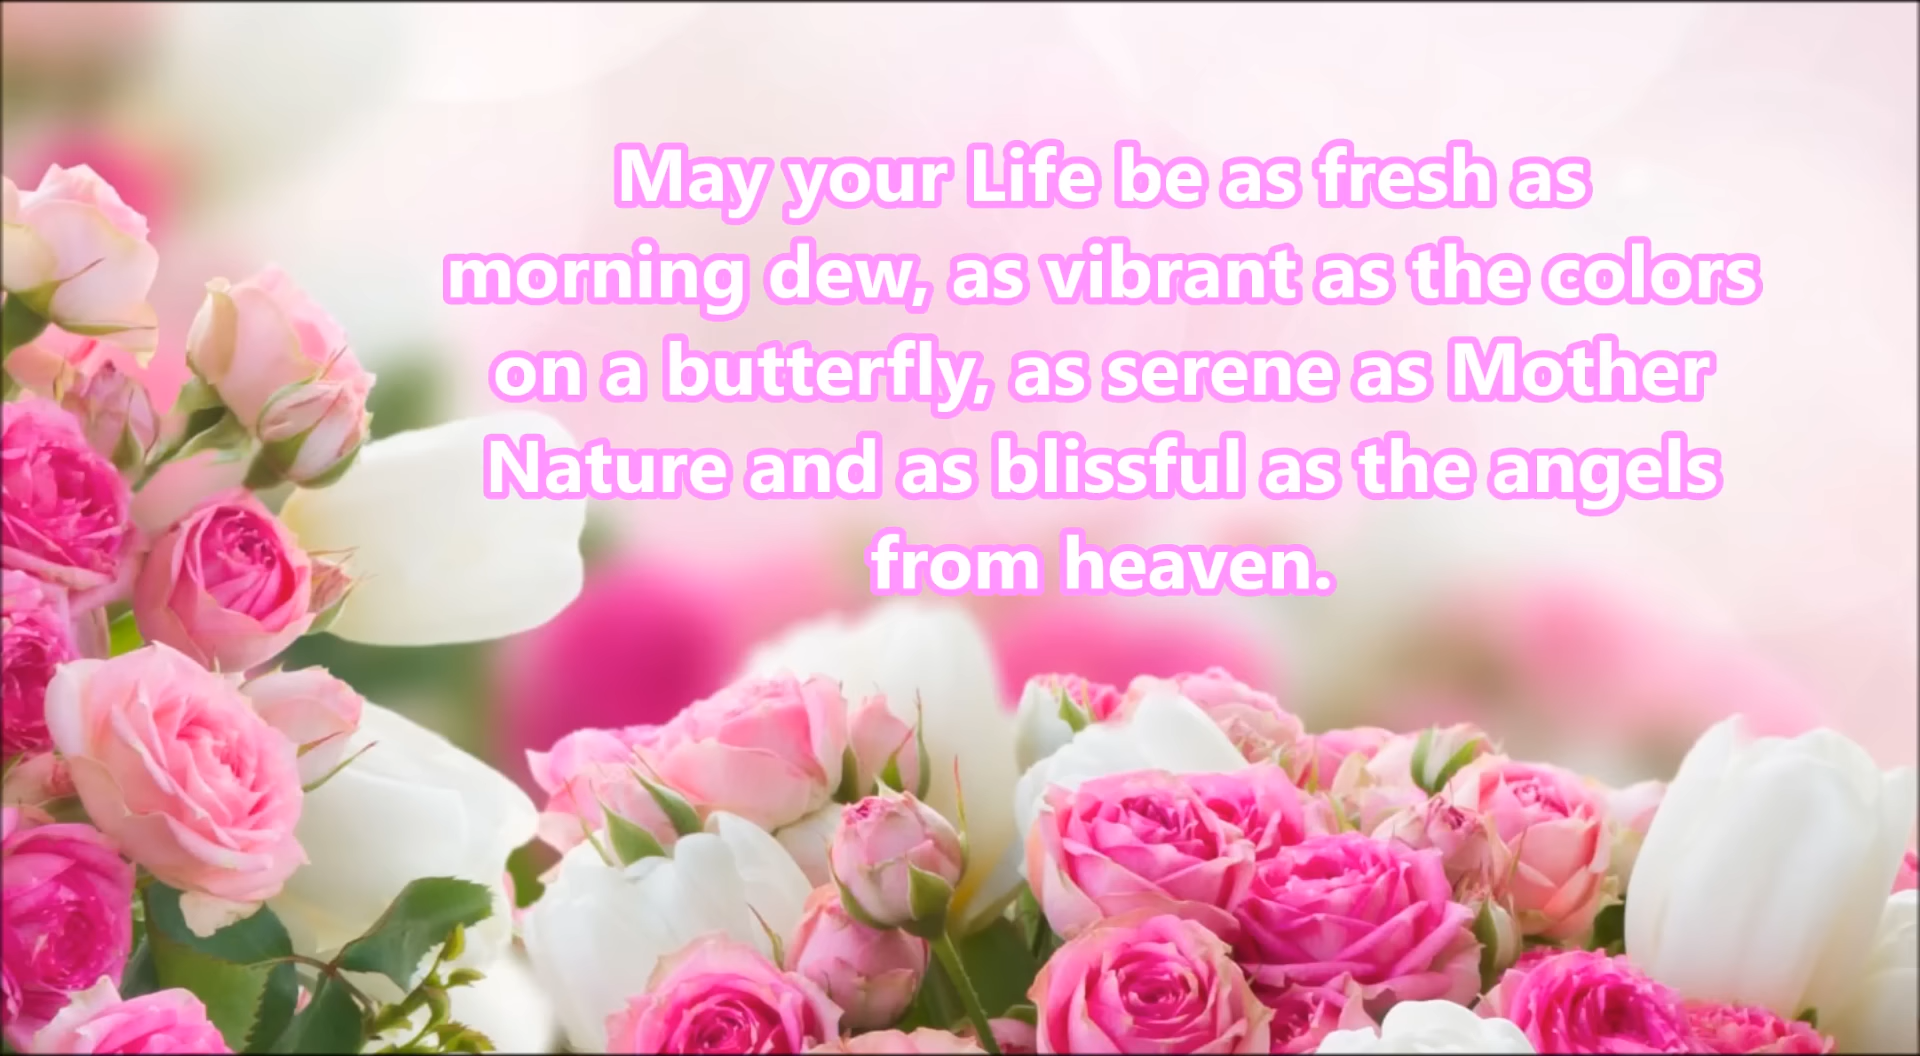 May your Life be as fresh as
morning dew, as vibrant as the colors
on a butterfly, as serene as Mother
Nature and as blissful as the angels
from heaven.